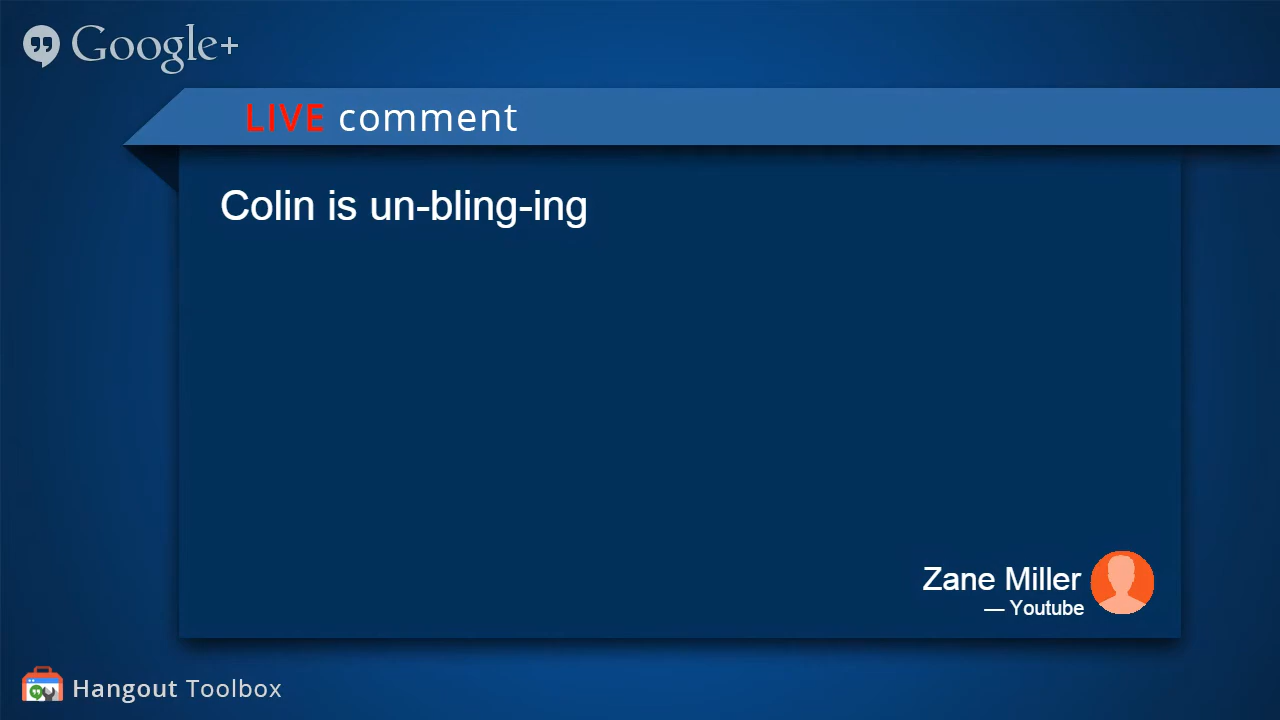 Google+
LIVE comment
Colin is un-bling-ing
Zane Miller
— Youtube
Hangout Toolbox